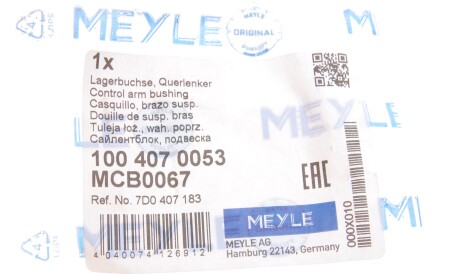 MEYLE
ORIGINAL
1x
Lagerbuchse, Querlenker
Control arm bushing
Casquillo, brazo susp.
Douille de susp. bras
Tuleja łoż., wah. poprz.
Сайлентблок, подвеска
100 407 0053
MCB0067
Ref. No. 7D0 407 183
EAC
000X010
MEYLE
MEYLE AG
Hamburg 22143, Germany
4 040074 126912
MEYLE